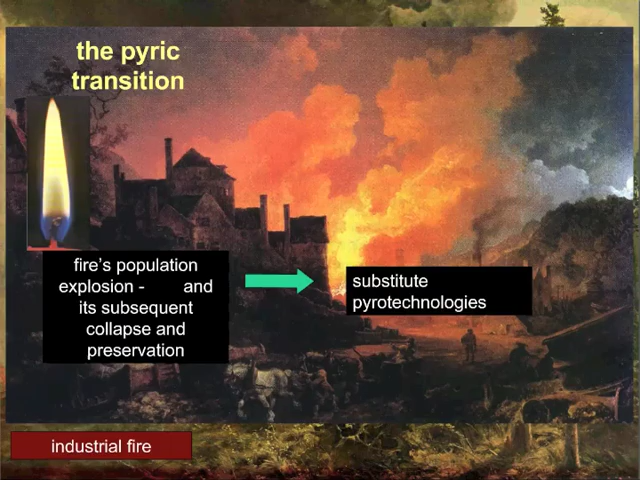 the pyric
transition
fire's population
explosion - and
its subsequent
collapse and
preservation
substitute
pyrotechnologies
industrial fire